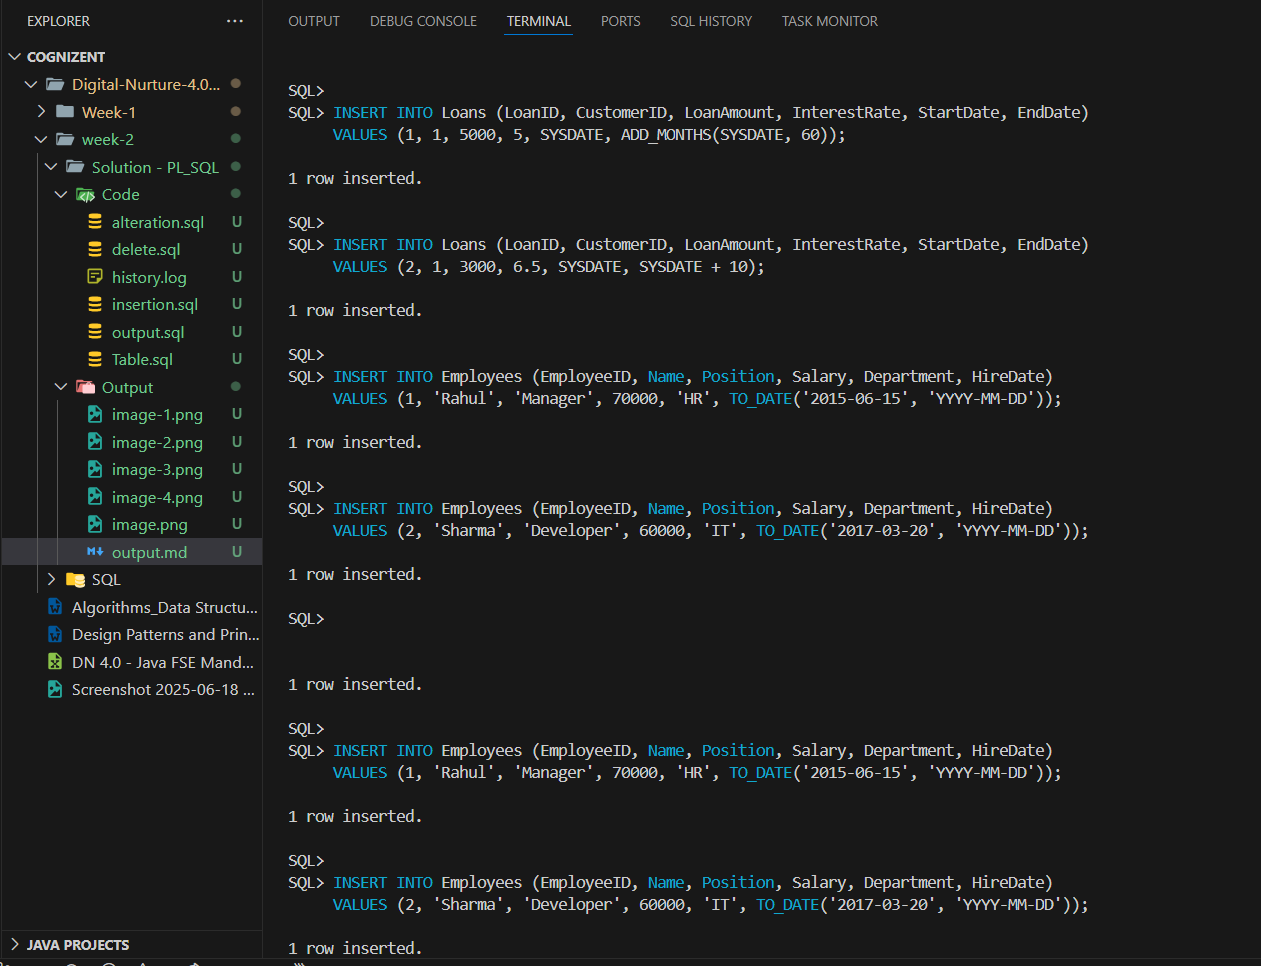 EXPLORER
COGNIZENT
Digital-Nurture-4.0...
Week-1
week-2
Solution - PL_SQL
Code
alteration.sql U
delete.sql U
history.log U
insertion.sql U
output.sql U
Table.sql U
Output
image-1.png U
image-2.png U
image-3.png U
image-4.png U
image.png U
output.md U
SQL
Algorithms_Data Structu...
Design Patterns and Prin...
DN 4.0 - Java FSE Mand...
Screenshot 2025-06-18 ...
JAVA PROJECTS
OUTPUT DEBUG CONSOLE TERMINAL PORTS SQL HISTORY TASK MONITOR
SQL>
SQL> INSERT INTO Loans (LoanID, CustomerID, LoanAmount, InterestRate, StartDate, EndDate)
VALUES (1, 1, 5000, 5, SYSDATE, ADD_MONTHS(SYSDATE, 60));
1 row inserted.
SQL>
SQL> INSERT INTO Loans (LoanID, CustomerID, LoanAmount, InterestRate, StartDate, EndDate)
VALUES (2, 1, 3000, 6.5, SYSDATE, SYSDATE + 10);
1 row inserted.
SQL>
SQL> INSERT INTO Employees (EmployeeID, Name, Position, Salary, Department, HireDate)
VALUES (1, 'Rahul', 'Manager', 70000, 'HR', TO_DATE('2015-06-15', 'YYYY-MM-DD'));
1 row inserted.
SQL>
SQL> INSERT INTO Employees (EmployeeID, Name, Position, Salary, Department, HireDate)
VALUES (2, 'Sharma', 'Developer', 60000, 'IT', TO_DATE('2017-03-20', 'YYYY-MM-DD'));
1 row inserted.
SQL>
1 row inserted.
SQL>
SQL> INSERT INTO Employees (EmployeeID, Name, Position, Salary, Department, HireDate)
VALUES (1, 'Rahul', 'Manager', 70000, 'HR', TO_DATE('2015-06-15', 'YYYY-MM-DD'));
1 row inserted.
SQL>
SQL> INSERT INTO Employees (EmployeeID, Name, Position, Salary, Department, HireDate)
VALUES (2, 'Sharma', 'Developer', 60000, 'IT', TO_DATE('2017-03-20', 'YYYY-MM-DD'));
1 row inserted.